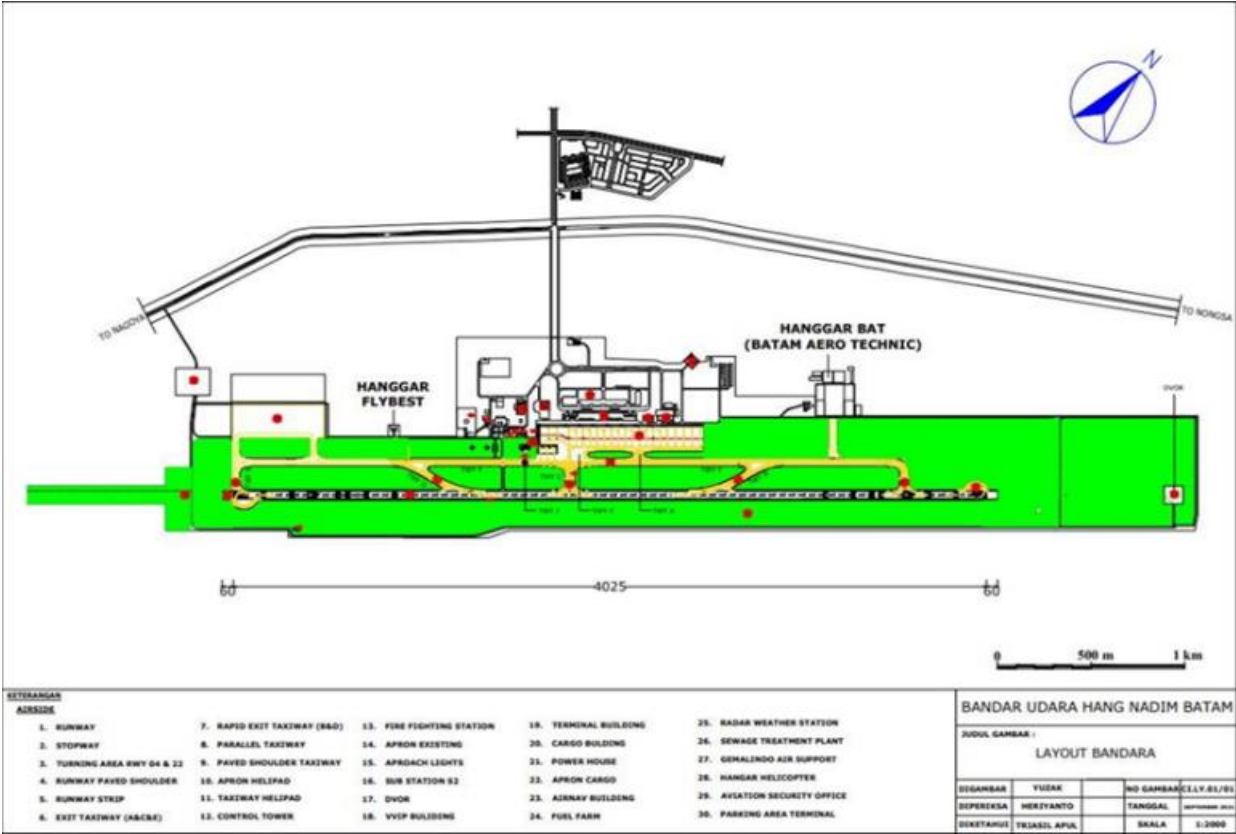 N
TO NAGOYA
TO NONGSA
HANGGAR BAT
(BATAM AERO TECHNIC)
HANGGAR
FLYBEST
DVOR
60
4025
60
0 500 m 1 km
KETERANGAN
AIRSIDE
1. RUNWAY
2. STOPWAY
3. TURNING AREA RWY 04 & 22
4. RUNWAY PAVED SHOULDER
5. RUNWAY STRIP
6. EXIT TAXIWAY (A&C&E)
7. RAPID EXIT TAXIWAY (B&D)
8. PARALLEL TAXIWAY
9. PAVED SHOULDER TAXIWAY
10. APRON HELIPAD
11. TAXIWAY HELIPAD
12. CONTROL TOWER
13. FIRE FIGHTING STATION
14. APRON EXISTING
15. APROACH LIGHTS
16. SUB STATION S2
17. DVOR
18. VVIP BULIDING
19. TERMINAL BUILDING
20. CARGO BULDING
21. POWER HOUSE
22. APRON CARGO
23. AIRNAV BUILDING
24. FUEL FARM
25. RADAR WEATHER STATION
26. SEWAGE TREATMENT PLANT
27. GEMALINDO AIR SUPPORT
28. HANGAR HELICOPTER
29. AVIATION SECURITY OFFICE
30. PARKING AREA TERMINAL
BANDAR UDARA HANG NADIM BATAM
JUDUL GAMBAR :
LAYOUT BANDARA
DIGAMBAR YUZAK NO GAMBAR CI.LY.01/01
DIPERIKSA HERIYANTO TANGGAL
DIKETAHUI TRIASIL APUL SKALA 1:2000